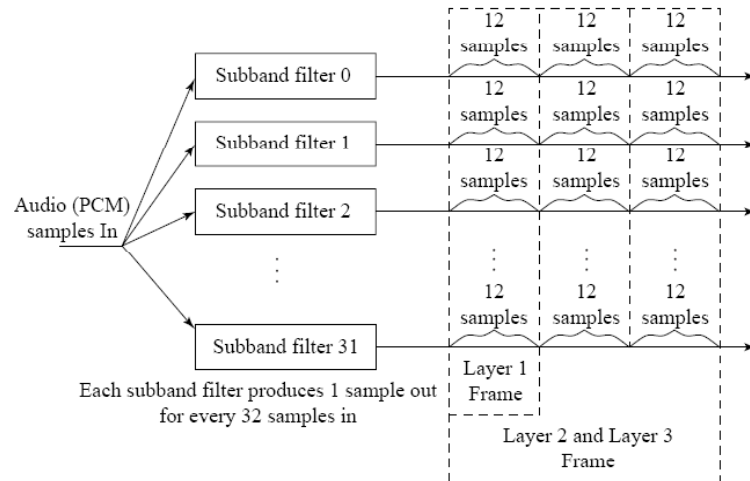 12 12 12
samples samples samples
Subband filter 0
12 12 12
samples samples samples
Subband filter 1
12 12 12
samples samples samples
Subband filter 2
Audio (PCM)
samples In
12 12 12
samples samples samples
Subband filter 31
Each subband filter produces 1 sample out
for every 32 samples in
Layer 1
Frame
Layer 2 and Layer 3
Frame